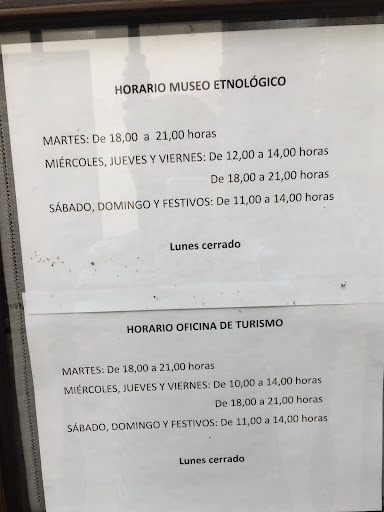 HORARIO MUSEO ETNOLÓGICO
MARTES: De 18,00 a 21,00 horas
MIÉRCOLES, JUEVES Y VIERNES: De 12,00 a 14,00 horas
De 18,00 a 21,00 horas
SÁBADO, DOMINGO Y FESTIVOS: De 11,00 a 14,00 horas
Lunes cerrado
HORARIO OFICINA DE TURISMO
MARTES: De 18,00 a 21,00 horas
MIÉRCOLES, JUEVES Y VIERNES: De 10,00 a 14,00 horas
De 18,00 a 21,00 horas
SÁBADO, DOMINGO Y FESTIVOS: De 11,00 a 14,00 horas
Lunes cerrado